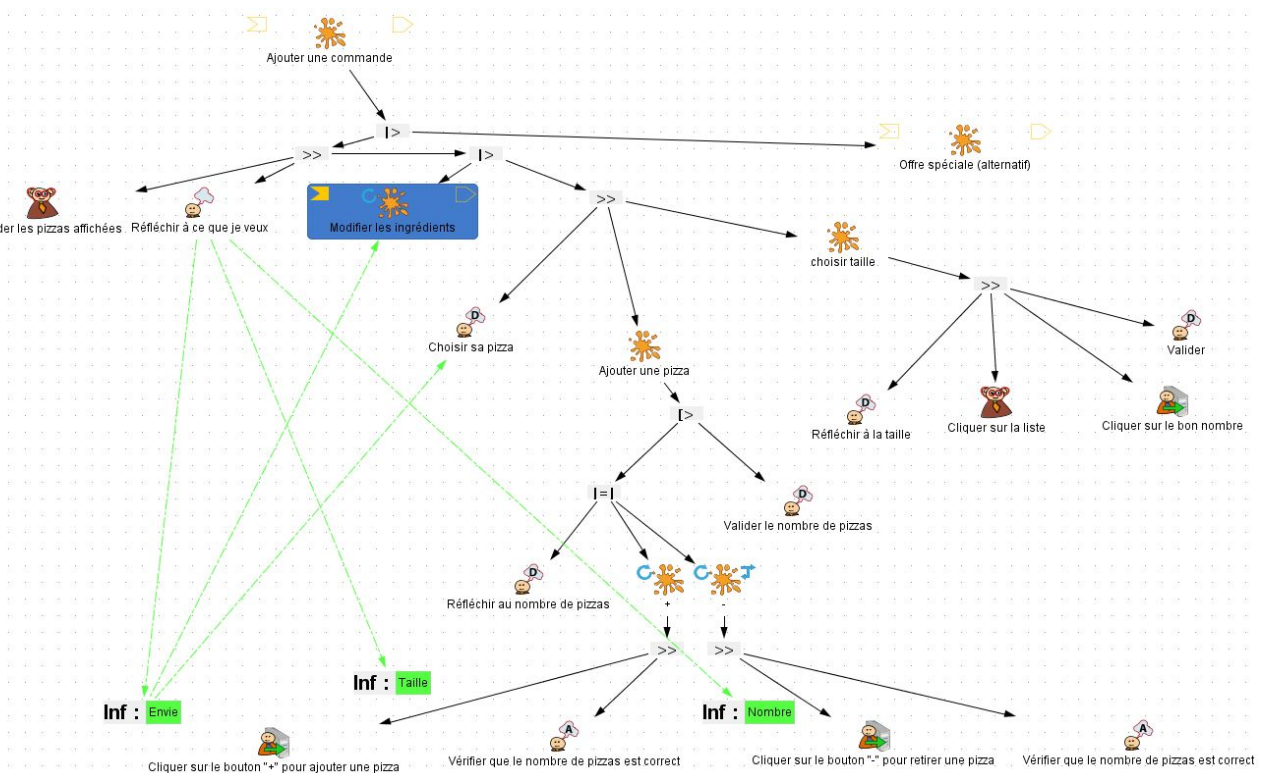 Ajouter une commande
|>
>>
|>
Offre spéciale (alternatif)
der les pizzas affichées
Réfléchir à ce que je veux
Modifier les ingrédients
>>
choisir taille
>>
Choisir sa pizza
Ajouter une pizza
D
D
Valider
[>
D
Réfléchir à la taille
Cliquer sur la liste
Cliquer sur le bon nombre
|=|
D
Valider le nombre de pizzas
D
Réfléchir au nombre de pizzas
+
-
>>
>>
Inf : Taille
Inf : Envie
Inf : Nombre
A
A
Cliquer sur le bouton "+" pour ajouter une pizza
Vérifier que le nombre de pizzas est correct
Cliquer sur le bouton "-" pour retirer une pizza
Vérifier que le nombre de pizzas est correct